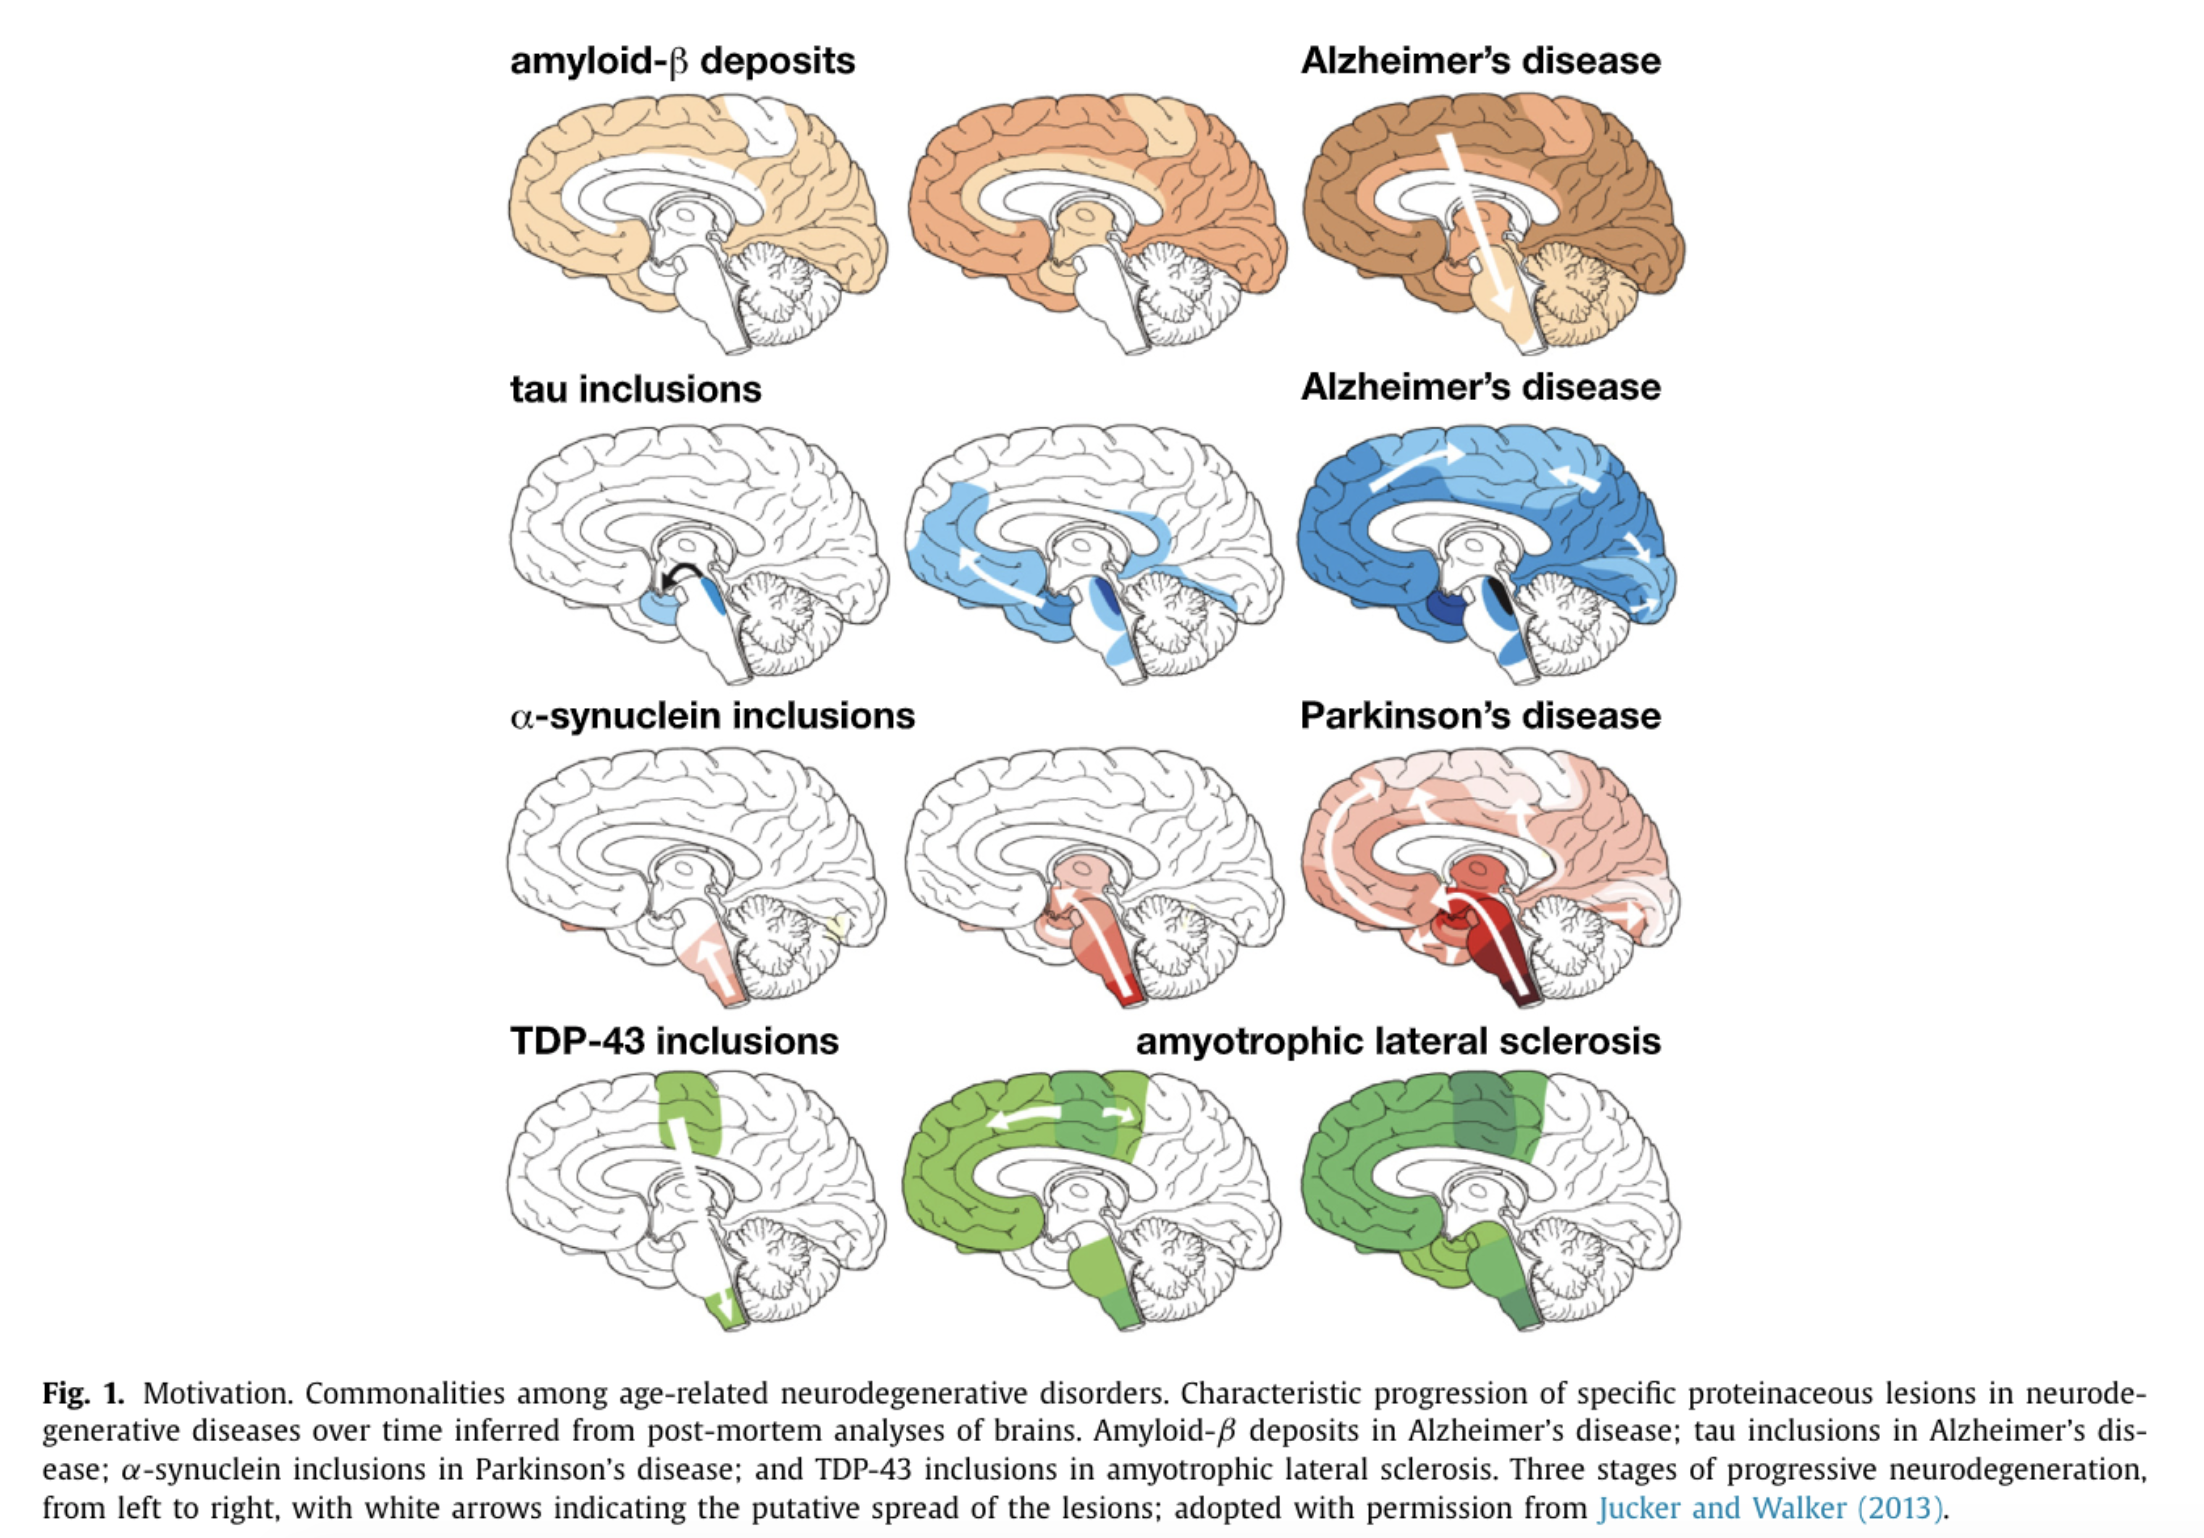 amyloid-β deposits
Alzheimer's disease
tau inclusions
Alzheimer's disease
α-synuclein inclusions
Parkinson's disease
TDP-43 inclusions
amyotrophic lateral sclerosis
Fig. 1. Motivation. Commonalities among age-related neurodegenerative disorders. Characteristic progression of specific proteinaceous lesions in neurode-
generative diseases over time inferred from post-mortem analyses of brains. Amyloid-β deposits in Alzheimer's disease; tau inclusions in Alzheimer's dis-
ease; α-synuclein inclusions in Parkinson's disease; and TDP-43 inclusions in amyotrophic lateral sclerosis. Three stages of progressive neurodegeneration,
from left to right, with white arrows indicating the putative spread of the lesions; adopted with permission from Jucker and Walker (2013).